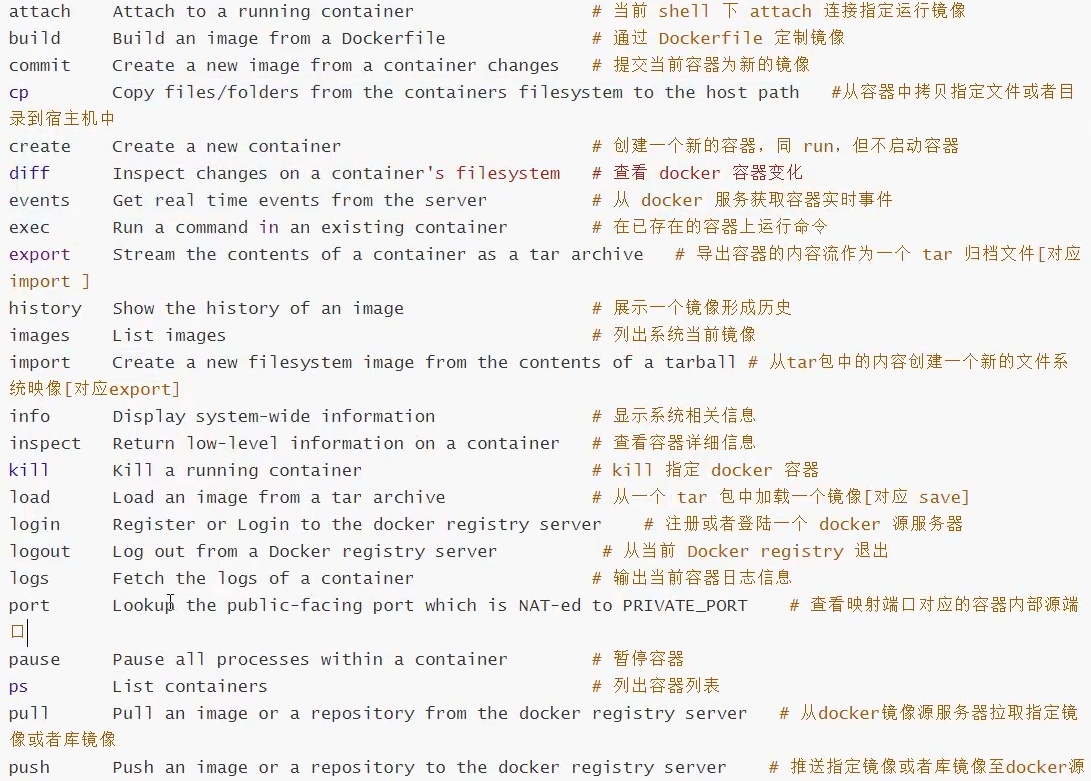 attach    Attach to a running container                 # 当前 shell 下 attach 连接指定运行镜像
build     Build an image from a Dockerfile              # 通过 Dockerfile 定制镜像
commit    Create a new image from a container changes   # 提交当前容器为新的镜像
cp        Copy files/folders from the containers filesystem to the host path   #从容器中拷贝指定文件或者目
录到宿主机中
create    Create a new container                        # 创建一个新的容器，同 run，但不启动容器
diff      Inspect changes on a container's filesystem   # 查看 docker 容器变化
events    Get real time events from the server          # 从 docker 服务获取容器实时事件
exec      Run a command in an existing container        # 在已存在的容器上运行命令
export    Stream the contents of a container as a tar archive   # 导出容器的内容流作为一个 tar 归档文件[对应
import ]
history   Show the history of an image                  # 展示一个镜像形成历史
images    List images                                   # 列出系统当前镜像
import    Create a new filesystem image from the contents of a tarball # 从tar包中的内容创建一个新的文件系
统映像[对应export]
info      Display system-wide information               # 显示系统相关信息
inspect   Return low-level information on a container   # 查看容器详细信息
kill      Kill a running container                      # kill 指定 docker 容器
load      Load an image from a tar archive              # 从一个 tar 包中加载一个镜像[对应 save]
login     Register or Login to the docker registry server    # 注册或者登陆一个 docker 源服务器
logout    Log out from a Docker registry server          # 从当前 Docker registry 退出
logs      Fetch the logs of a container                 # 输出当前容器日志信息
port      Lookup the public-facing port which is NAT-ed to PRIVATE_PORT    # 查看映射端口对应的容器内部源端
口
pause     Pause all processes within a container        # 暂停容器
ps        List containers                               # 列出容器列表
pull      Pull an image or a repository from the docker registry server   # 从docker镜像源服务器拉取指定镜
像或者库镜像
push      Push an image or a repository to the docker registry server    # 推送指定镜像或者库镜像至docker源